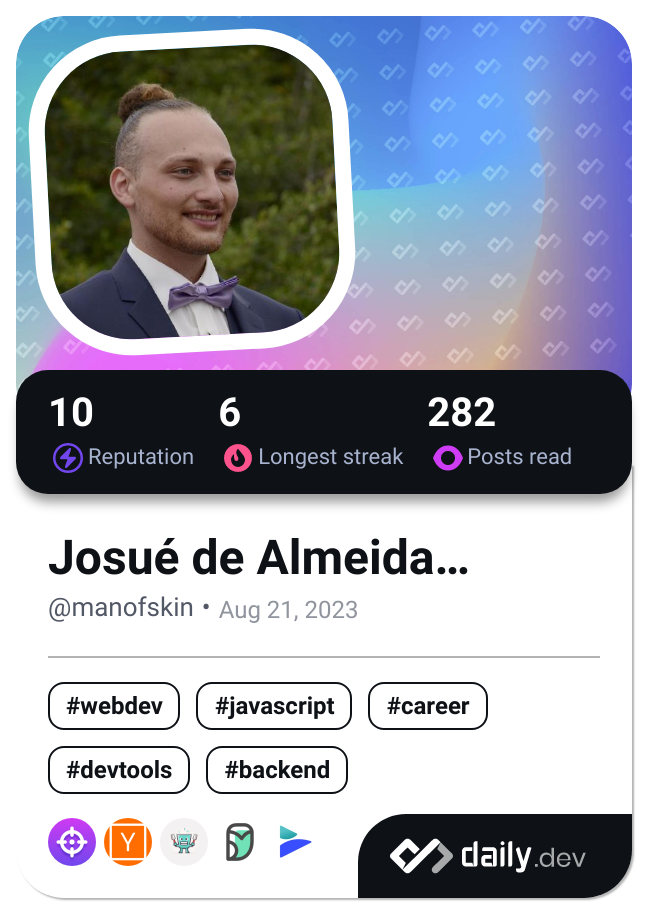 10 6 282
Reputation Longest streak Posts read
Josué de Almeida...
@manofskin • Aug 21, 2023
#webdev #javascript #career
#devtools #backend
Y daily.dev